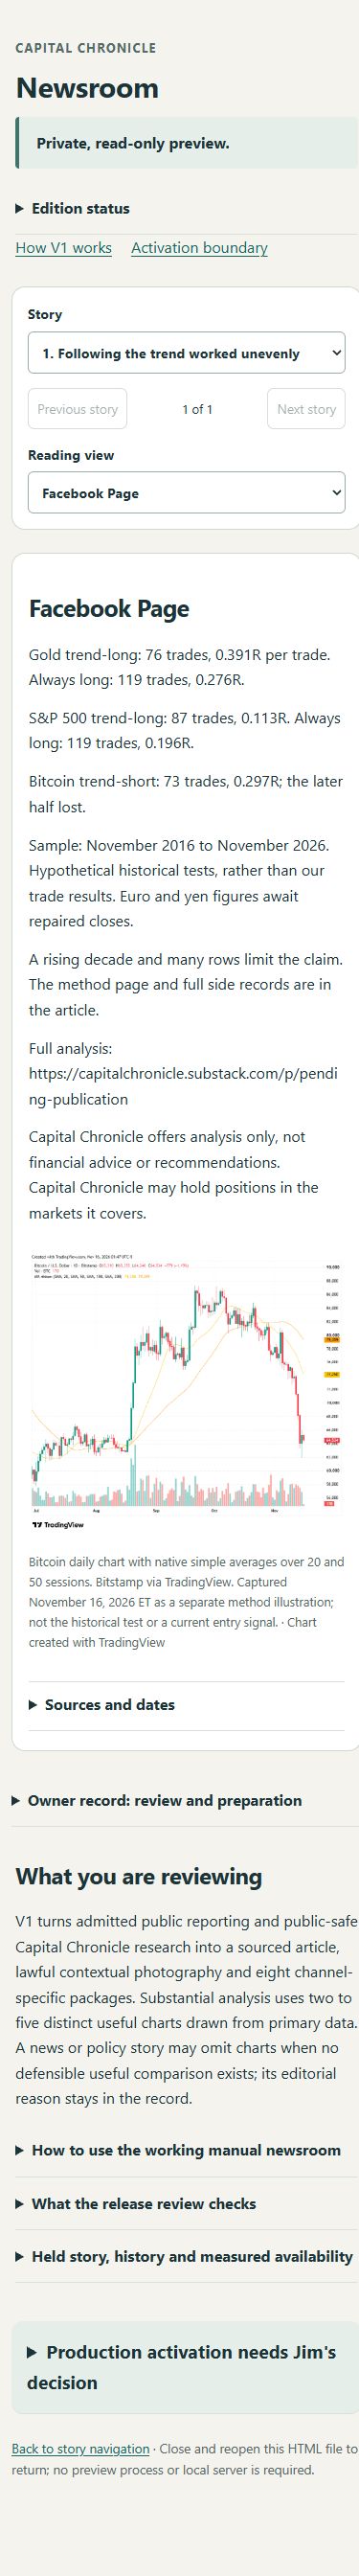 CAPITAL CHRONICLE
Newsroom
Private, read-only preview.
Edition status
How V1 works Activation boundary
Story
1. Following the trend worked unevenly
Previous story 1 of 1 Next story
Reading view
Facebook Page
Facebook Page
Gold trend-long: 76 trades, 0.391R per trade.
Always long: 119 trades, 0.276R.
S&P 500 trend-long: 87 trades, 0.113R. Always
long: 119 trades, 0.196R.
Bitcoin trend-short: 73 trades, 0.297R; the later
half lost.
Sample: November 2016 to November 2026.
Hypothetical historical tests, rather than our
trade results. Euro and yen figures await
repaired closes.
A rising decade and many rows limit the claim.
The method page and full side records are in
the article.
Full analysis:
https://capitalchronicle.substack.com/p/pendi
ng-publication
Capital Chronicle offers analysis only, not
financial advice or recommendations.
Capital Chronicle may hold positions in the
markets it covers.
TradingView
Bitcoin daily chart with native simple averages over 20 and
50 sessions. Bitstamp via TradingView. Captured
November 16, 2026 ET as a separate method illustration;
not the historical test or a current entry signal. · Chart
created with TradingView
Sources and dates
Owner record: review and preparation
What you are reviewing
V1 turns admitted public reporting and public-safe
Capital Chronicle research into a sourced article,
lawful contextual photography and eight channel-
specific packages. Substantial analysis uses two to
five distinct useful charts drawn from primary data.
A news or policy story may omit charts when no
defensible useful comparison exists; its editorial
reason stays in the record.
How to use the working manual newsroom
What the release review checks
Held story, history and measured availability
Production activation needs Jim's
decision
Back to story navigation · Close and reopen this HTML file to
return; no preview process or local server is required.